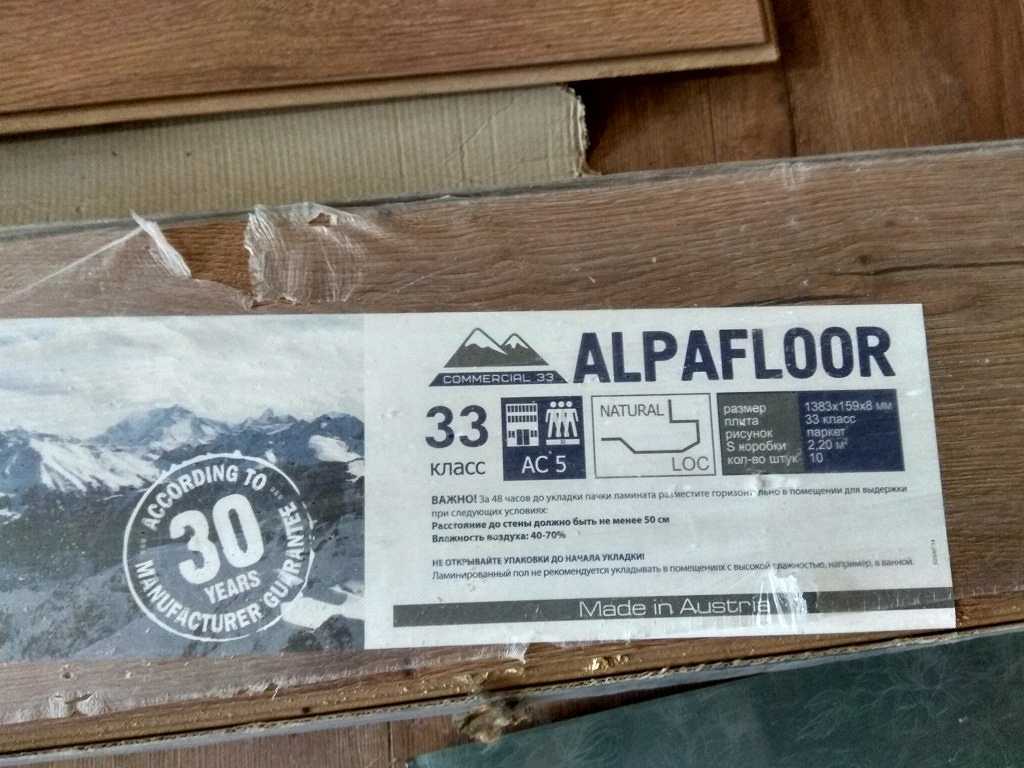 COMMERCIAL 33
ALPAFLOOR
33
класс
AC 5
NATURAL
LOC
размер 1383x159x8 мм
плита 33 класс
рисунок паркет
S коробки 2,20 м²
кол-во штук 10
ВАЖНО! За 48 часов до укладки пачки ламината разместите горизонтально в помещении для выдержки
при следующих условиях:
Расстояние до стены должно быть не менее 50 см
Влажность воздуха: 40-70%
НЕ ОТКРЫВАЙТЕ УПАКОВКИ ДО НАЧАЛА УКЛАДКИ!
Ламинированный пол не рекомендуется укладывать в помещениях с высокой влажностью, например, в ванной.
Made in Austria
ACCORDING TO
30
YEARS
MANUFACTURER GUARANTEE